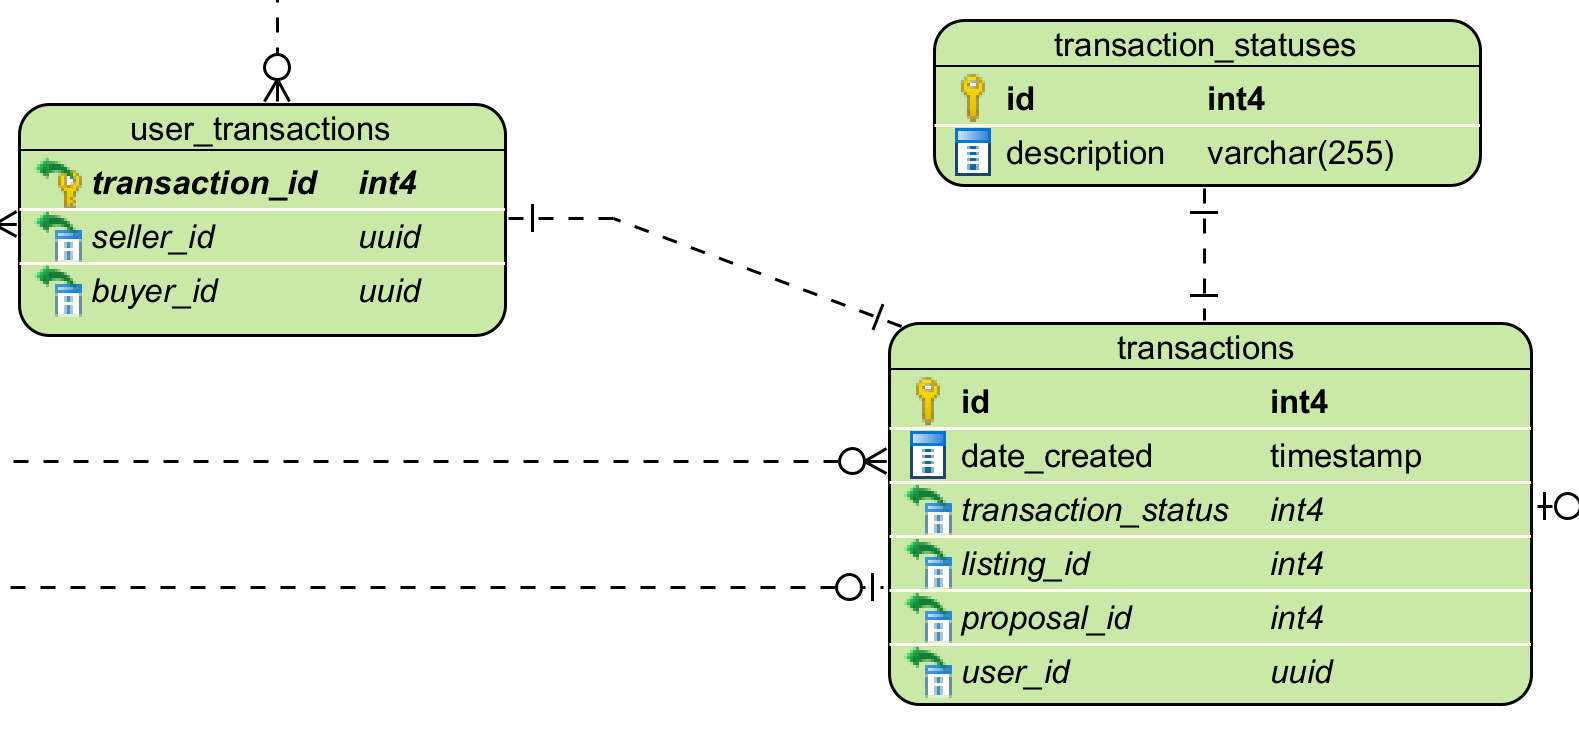 transaction_statuses
id int4
description varchar(255)
user_transactions
transaction_id int4
seller_id uuid
buyer_id uuid
transactions
id int4
date_created timestamp
transaction_status int4
listing_id int4
proposal_id int4
user_id uuid